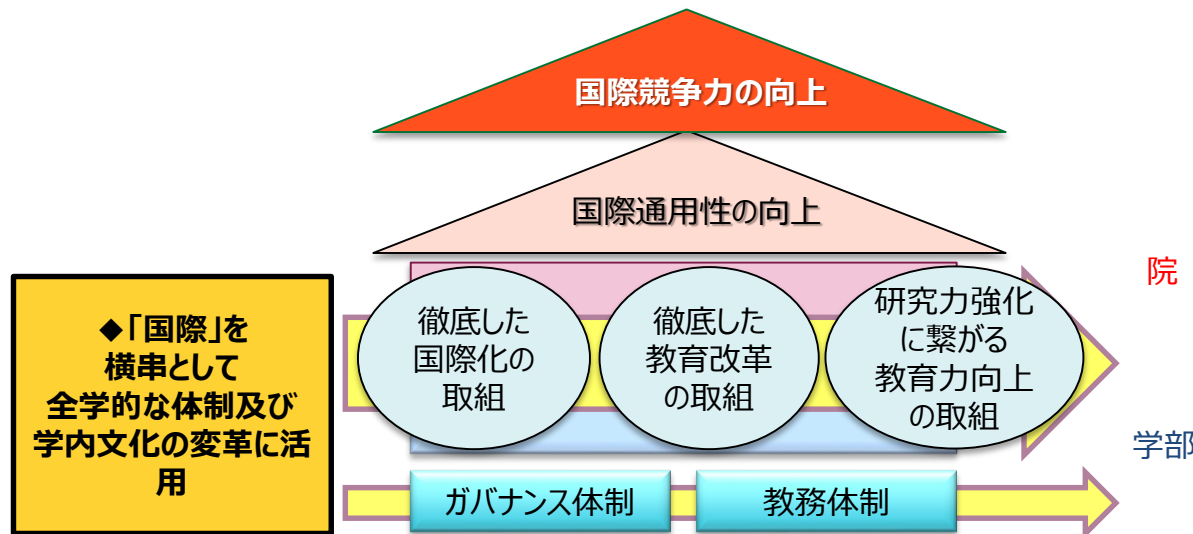 国際競争力の向上
国際通用性の向上
院
◆「国際」を
横串として
全学的な体制及び
学内文化の変革に活
用
徹底した
国際化の
取組
徹底した
教育改革
の取組
研究力強化
に繋がる
教育力向上
の取組
学部
ガバナンス体制
教務体制